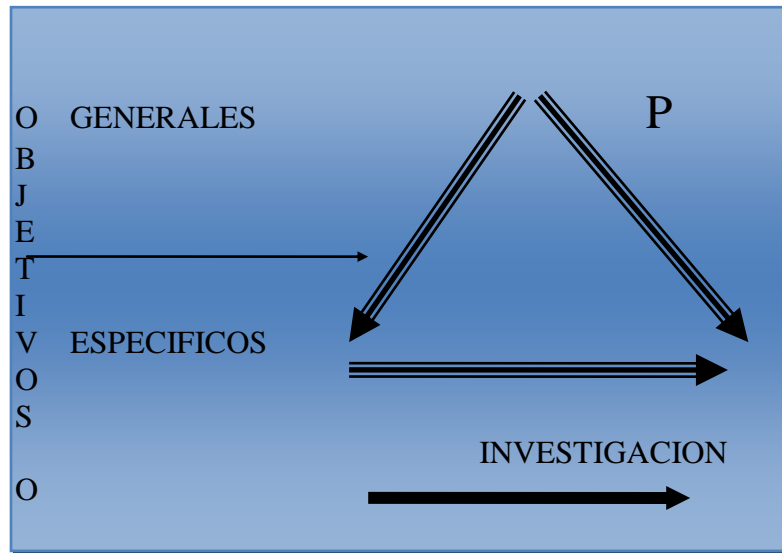 O
B
J
E
T
I
V
O
S
O
GENERALES
P
ESPECIFICOS
INVESTIGACION